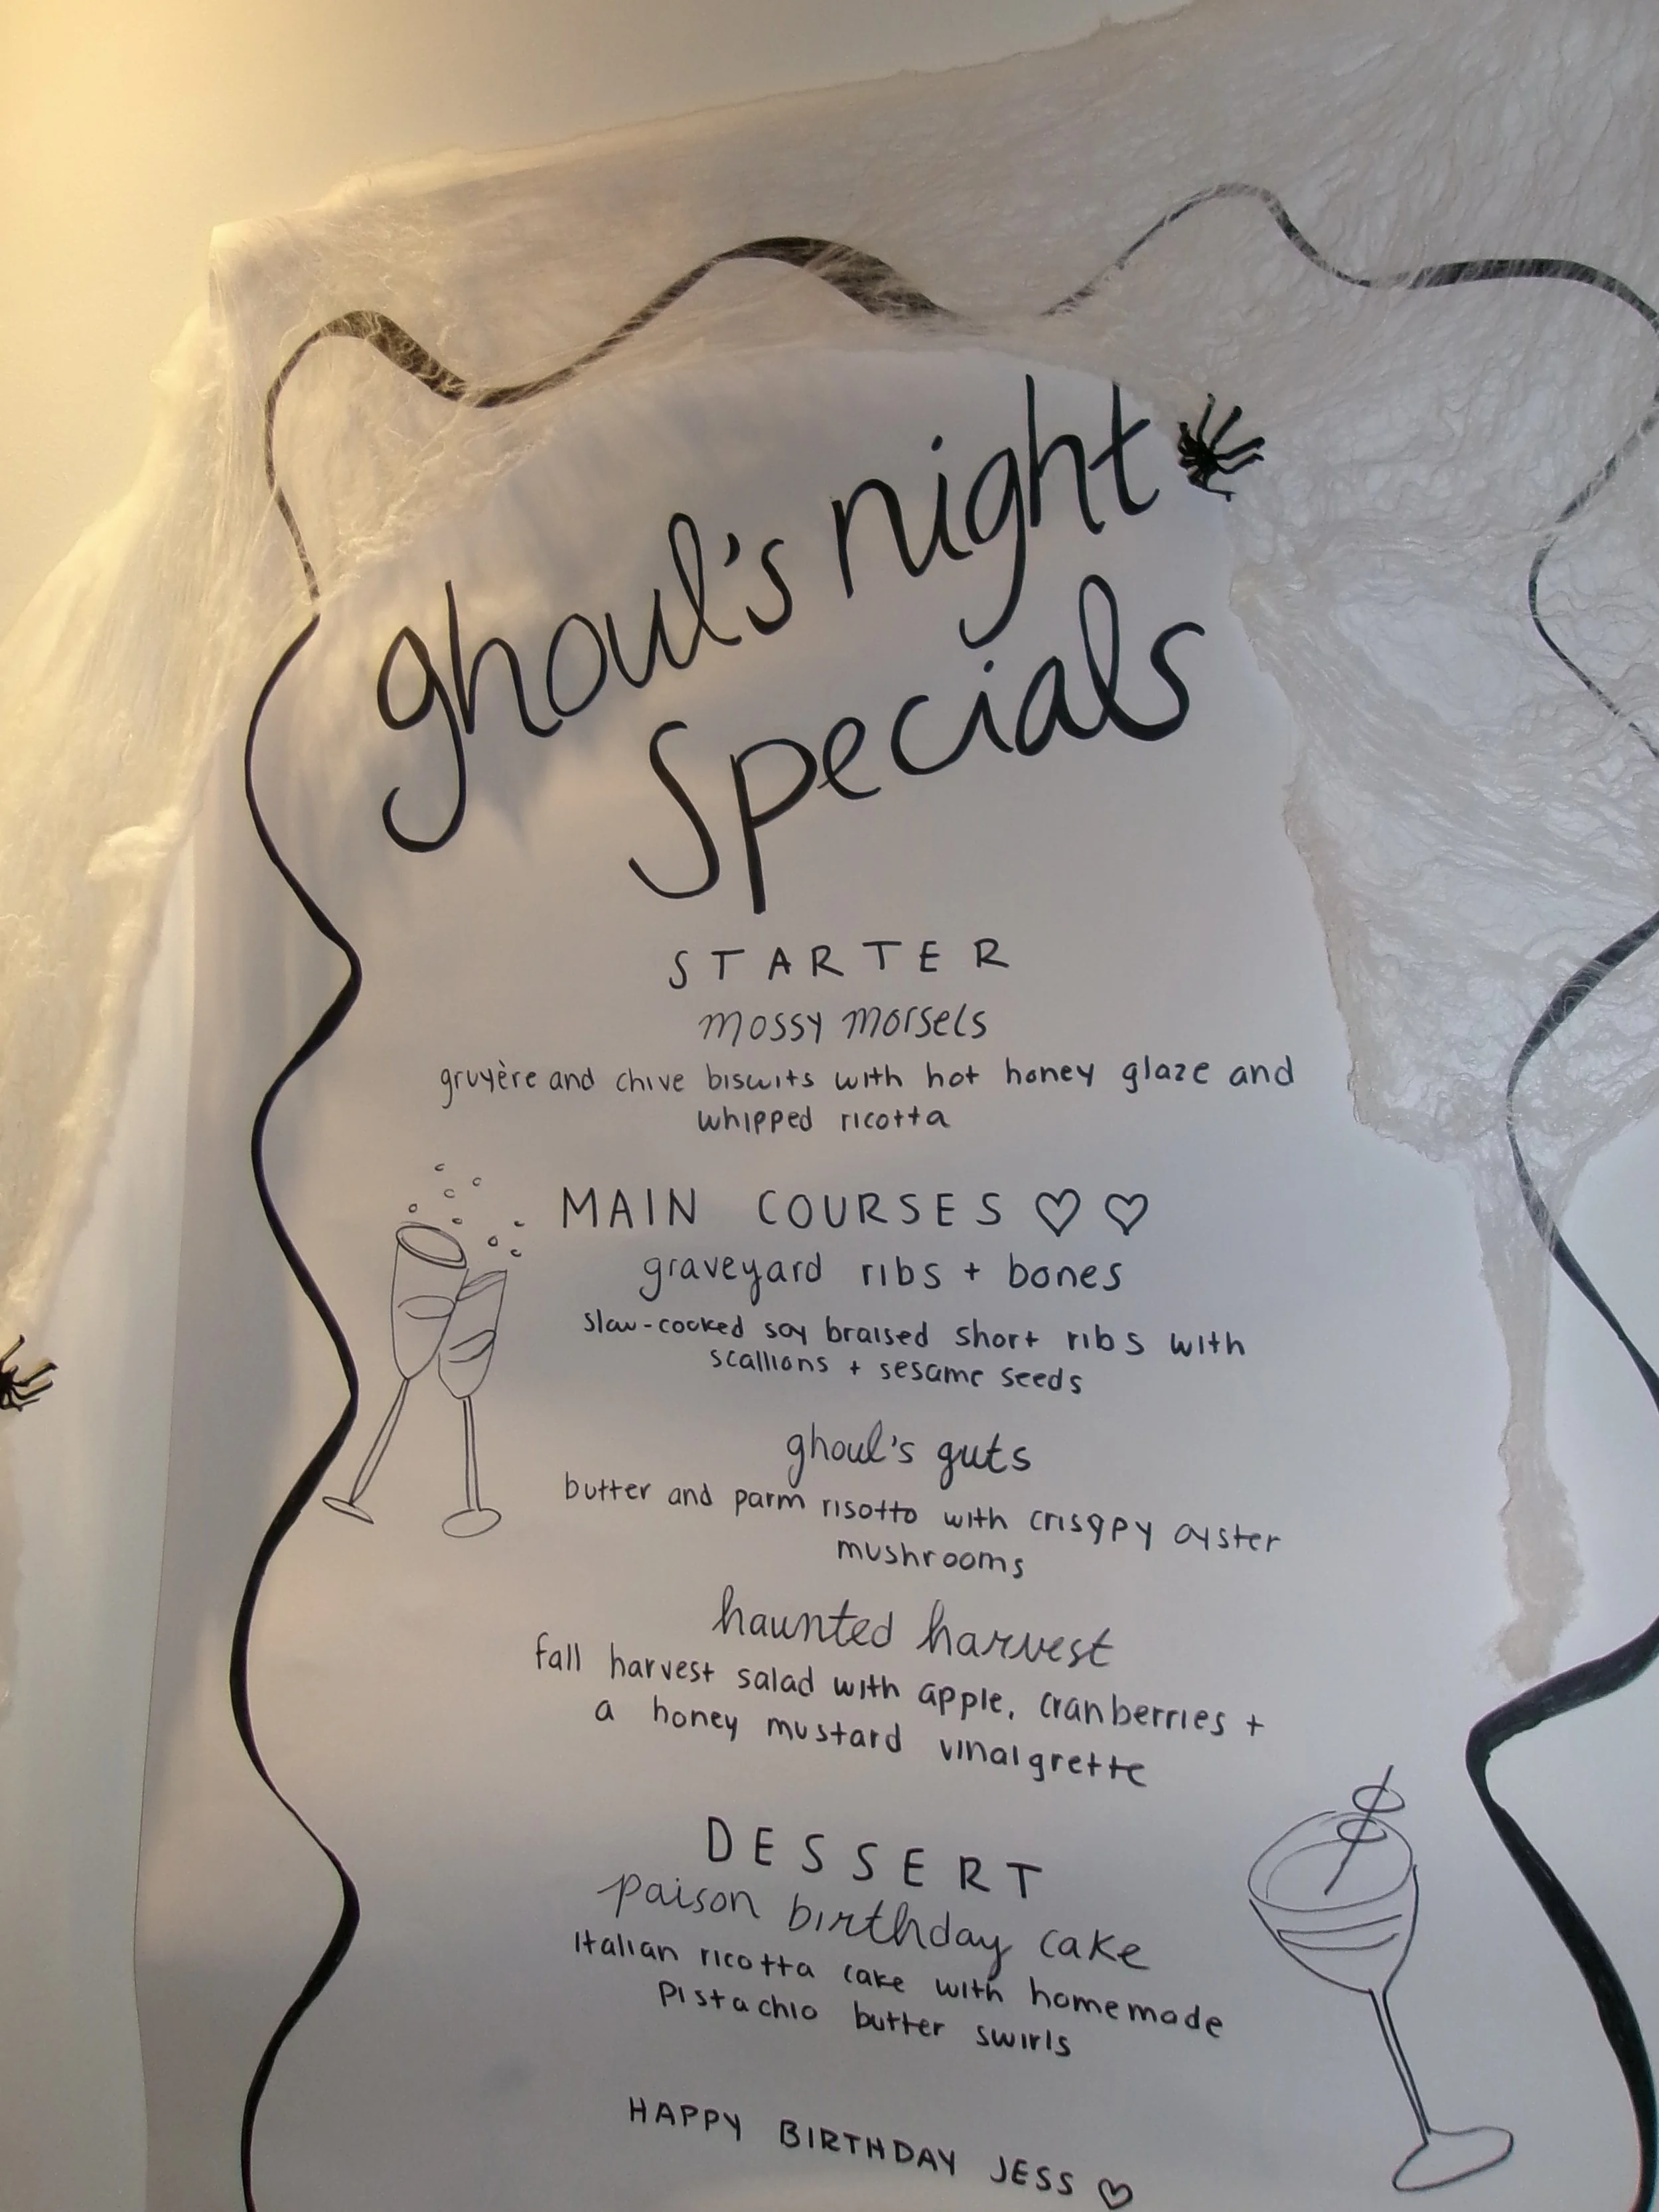 ghoul's night
Specials
STARTER
mossy morsels
gruyère and chive biscuits with hot honey glaze and
whipped ricotta
MAIN COURSES ♡ ♡
graveyard ribs + bones
slow-cooked soy braised short ribs with
scallions + sesame seeds
ghoul's guts
butter and parm risotto with crisppy oyster
mushrooms
haunted harvest
fall harvest salad with apple, cranberries +
a honey mustard vinaigrette
DESSERT
poison birthday cake
Italian ricotta cake with homemade
pistachio butter swirls
HAPPY BIRTHDAY JESS ♡